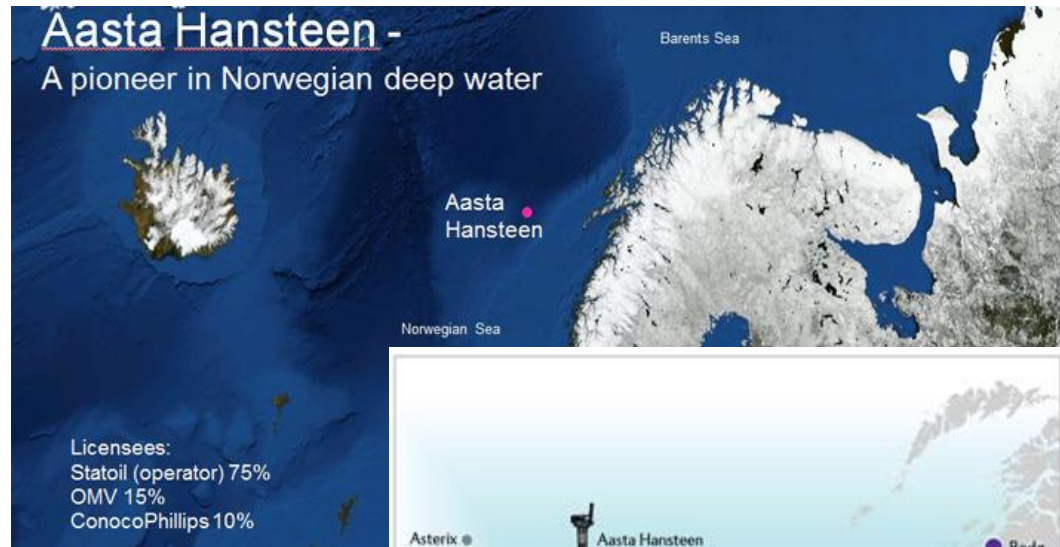 Aasta Hansteen -
A pioneer in Norwegian deep water
Barents Sea
Aasta
Hansteen
Norwegian Sea
Licensees:
Statoil (operator) 75%
OMV 15%
ConocoPhillips 10%
Asterix
Aasta Hansteen